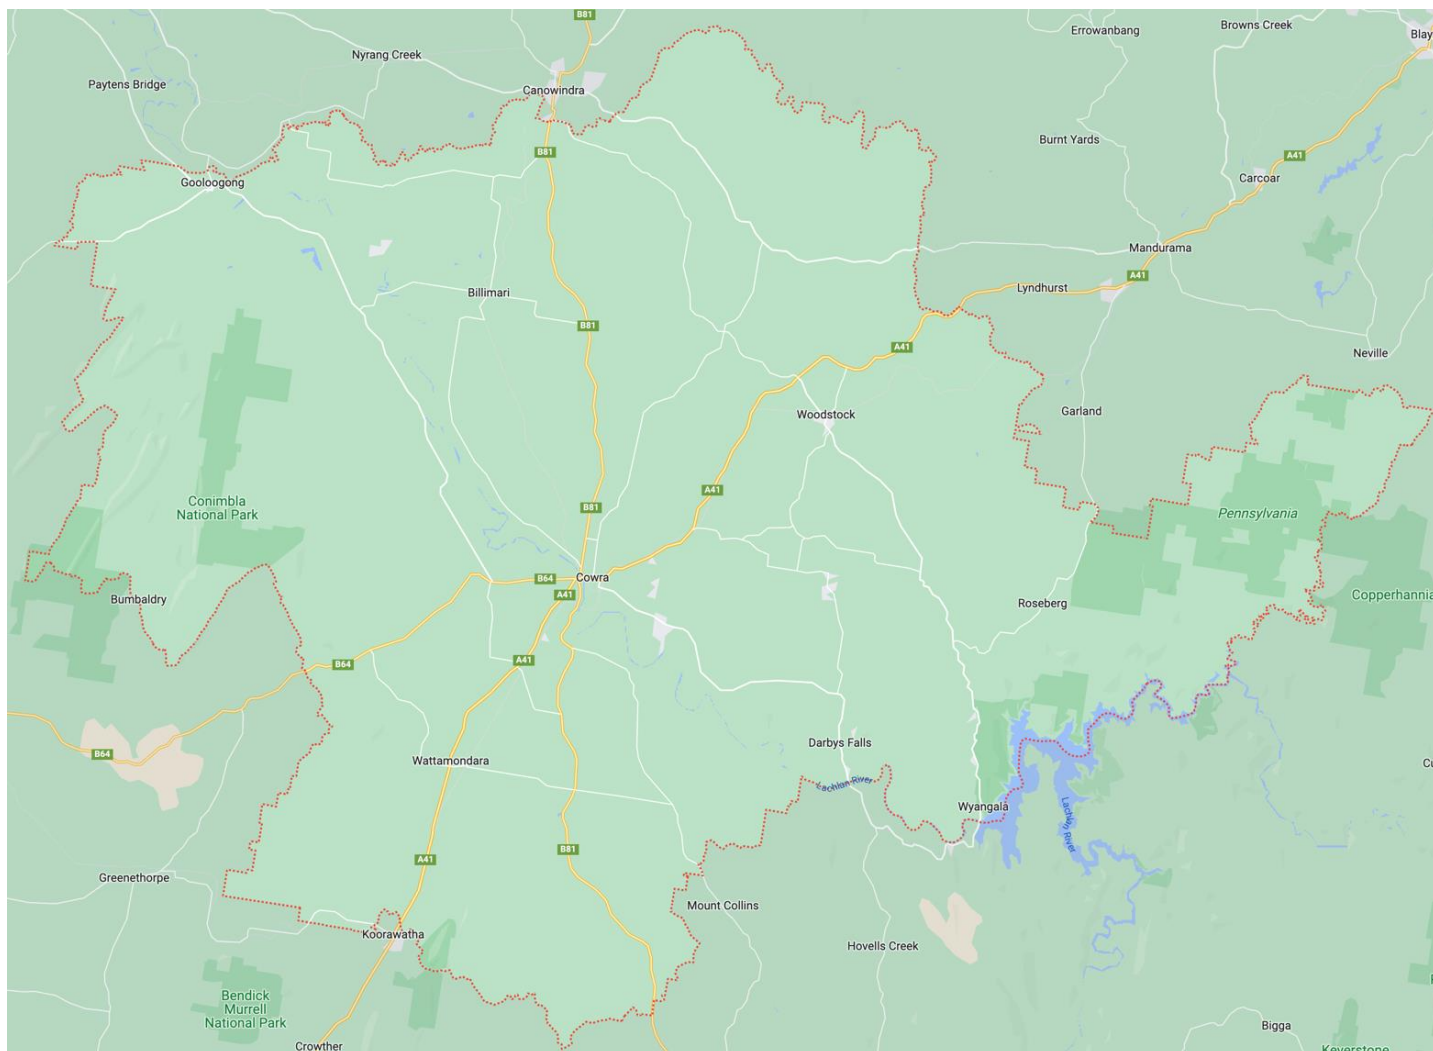 B81
Errowanbang
Browns Creek
Blay
Nyrang Creek
Paytens Bridge
Canowindra
Burnt Yards
B81
A41
Carcoar
Gooloogong
Mandurama
A41
Lyndhurst
Billimari
B81
A41
Neville
Woodstock
Garland
A41
Conimbla
National Park
B81
Pennsylvania
B64
Cowra
A41
Bumbaldry
Roseberg
Copperhannia
A41
B64
Darbys Falls
B64
Wattamondara
Lachlan River
Wyangala
Lachlan River
B81
A41
Greenethorpe
Mount Collins
Koorawatha
Hovells Creek
Bendick
Murrell
National Park
Bigga
Crowther
Keverstone